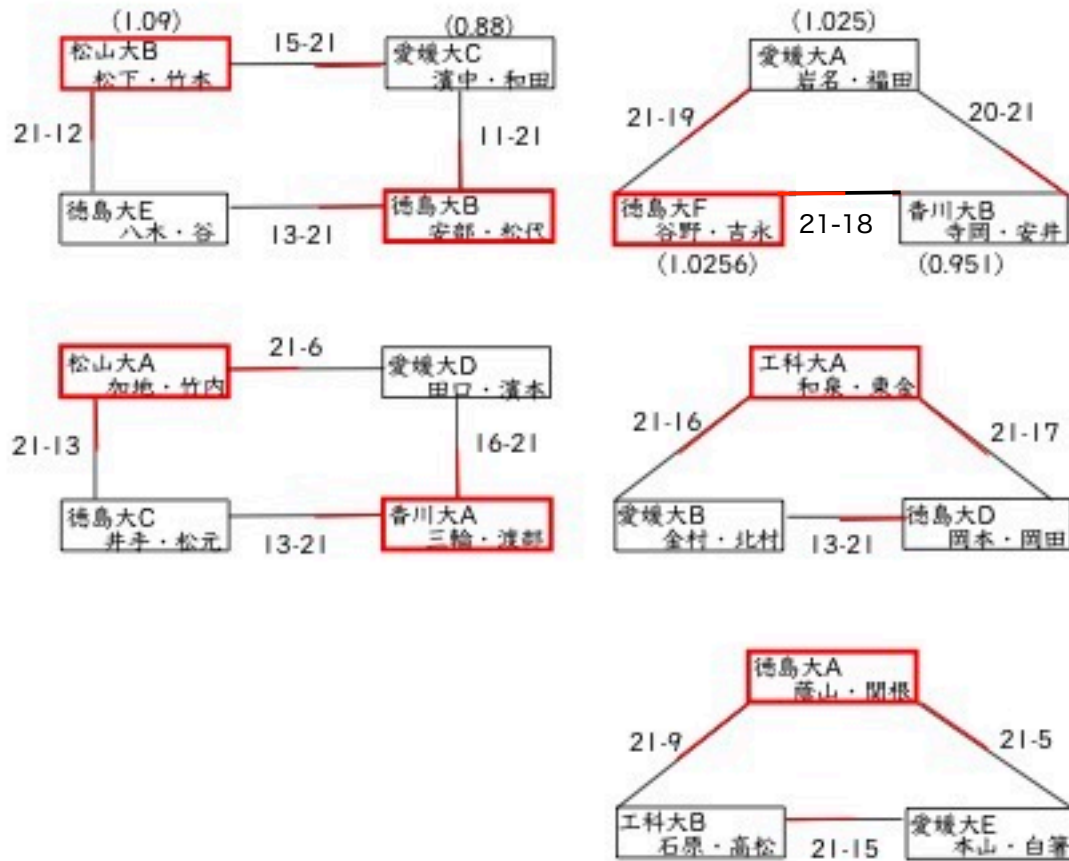 (1.09)
松山大B
松下・竹本
15-21
(0.88)
愛媛大C
濱中・和田
21-12
11-21
徳島大E
八木・谷
13-21
徳島大B
安部・松代
(1.025)
愛媛大A
岩名・福田
21-19
20-21
徳島大F
谷野・吉永
(1.0256)
21-18
香川大B
寺岡・安井
(0.951)
松山大A
加地・竹内
21-6
愛媛大D
田口・濱本
21-13
16-21
徳島大C
井手・松元
13-21
香川大A
三輪・渡部
工科大A
和泉・東金
21-16
21-17
愛媛大B
金村・北村
13-21
徳島大D
岡本・岡田
徳島大A
蔭山・関根
21-9
21-5
工科大B
石原・高松
21-15
愛媛大E
本山・白箸